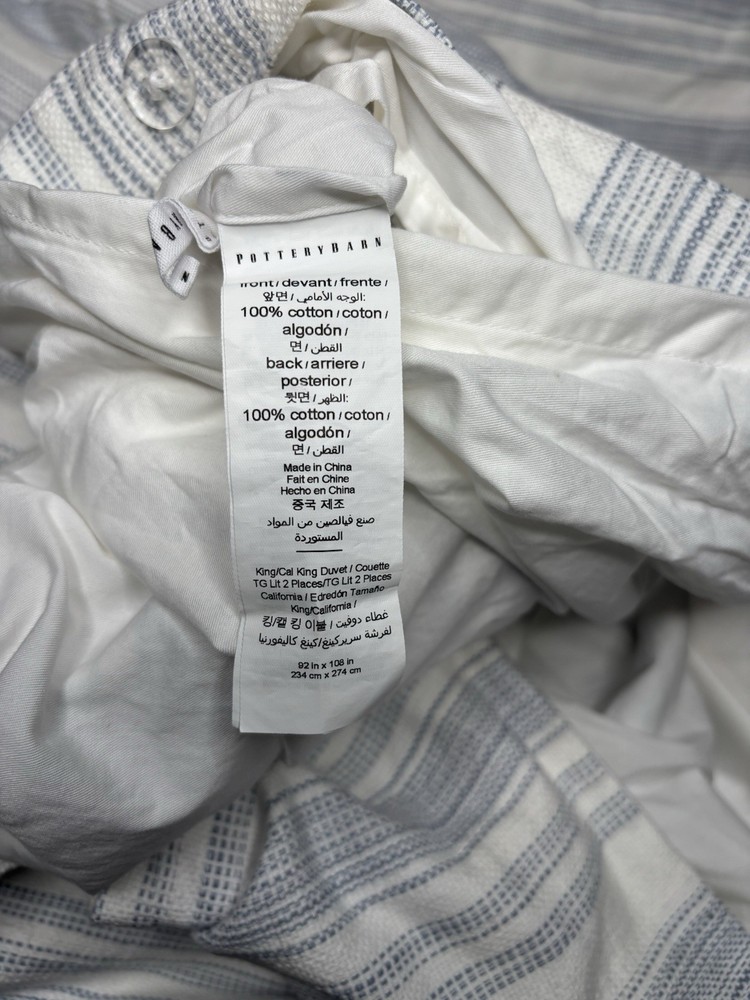 POTTERYBARN
front/devant/frente/
앞면/الوجه الأمامي:
100% cotton/coton/
algodón/
면/القطن
back/arriere/
posterior/
뒷면/الظهر:
100% cotton/coton/
algodón/
면/القطن
Made in China
Fait en Chine
Hecho en China
중국 제조
صنع فيالصين من المواد
المستوردة
King/Cal King Duvet / Couette
TG Lit 2 Places/TG Lit 2 Places
California / Edredón Tamaño
King/California /
킹/캘 킹 이불/غطاء دوفيت /
لفرشة سريركينغ/كينغ كاليفورنيا
92 in x 108 in
234 cm x 274 cm